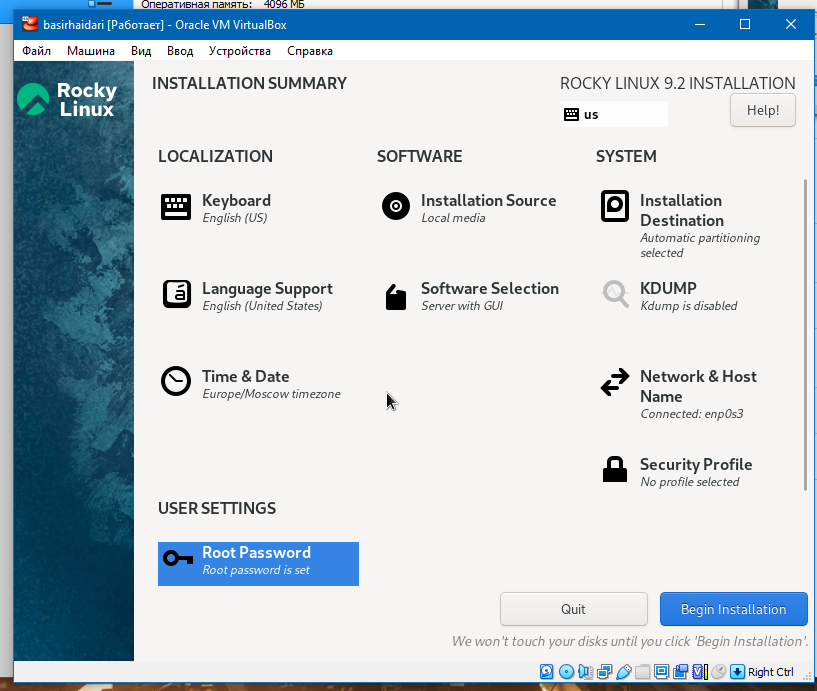 Оперативная память: 4096 МБ
basirhaidari [Работает] - Oracle VM VirtualBox
Файл Машина Вид Ввод Устройства Справка
Rocky
Linux
INSTALLATION SUMMARY
ROCKY LINUX 9.2 INSTALLATION
us
Help!
LOCALIZATION
Keyboard
English (US)
Language Support
English (United States)
Time & Date
Europe/Moscow timezone
SOFTWARE
Installation Source
Local media
Software Selection
Server with GUI
SYSTEM
Installation
Destination
Automatic partitioning
selected
KDUMP
Kdump is disabled
Network & Host
Name
Connected: enp0s3
Security Profile
No profile selected
USER SETTINGS
Root Password
Root password is set
Quit
Begin Installation
We won't touch your disks until you click 'Begin Installation'.
Right Ctrl